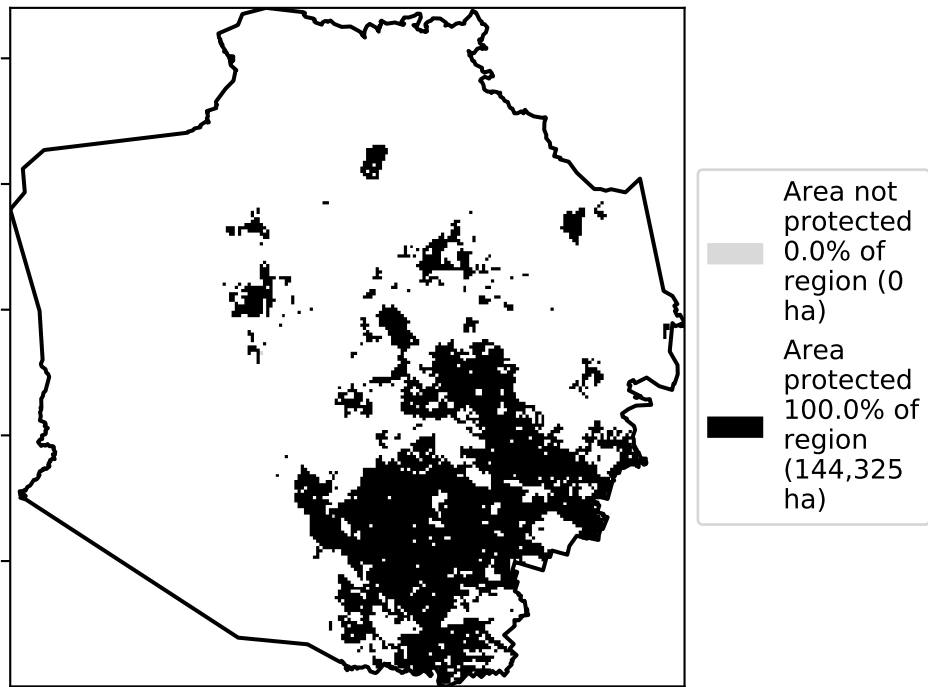 Area not
protected
0.0% of
region (0
ha)
Area
protected
100.0% of
region
(144,325
ha)